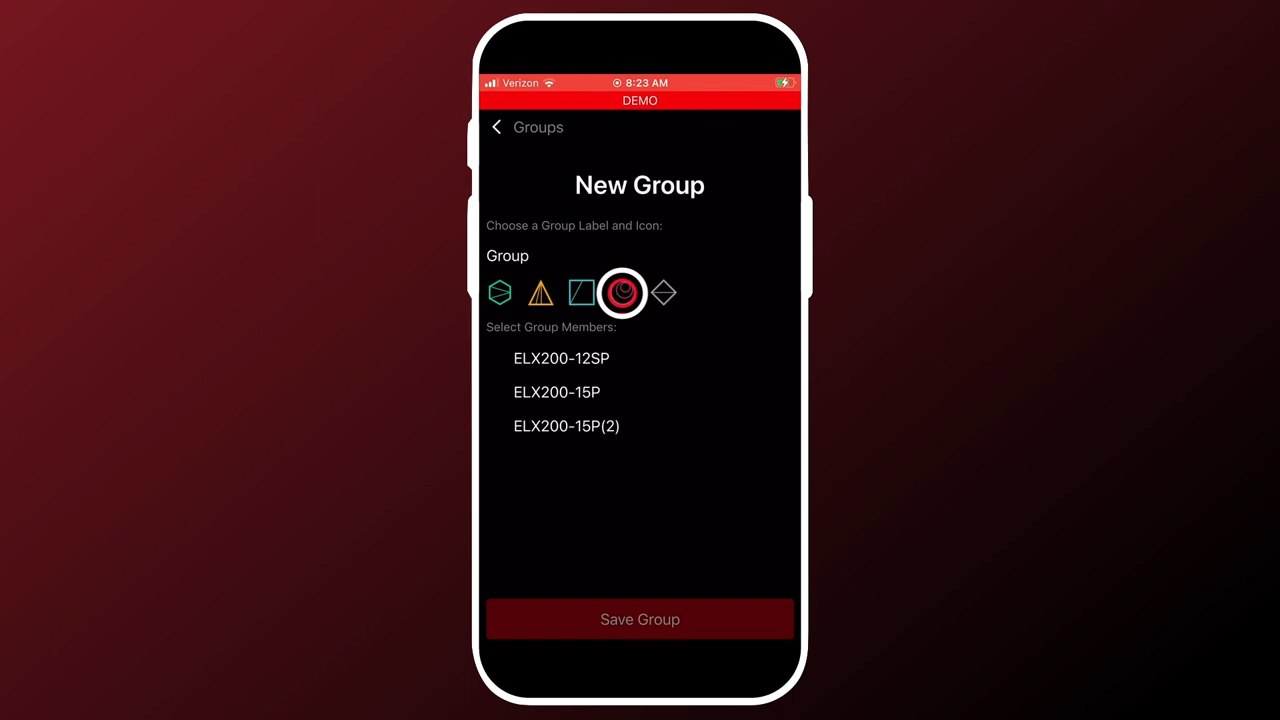 Verizon 8:23 AM
DEMO
Groups
New Group
Choose a Group Label and Icon:
Group
Select Group Members:
ELX200-12SP
ELX200-15P
ELX200-15P(2)
Save Group